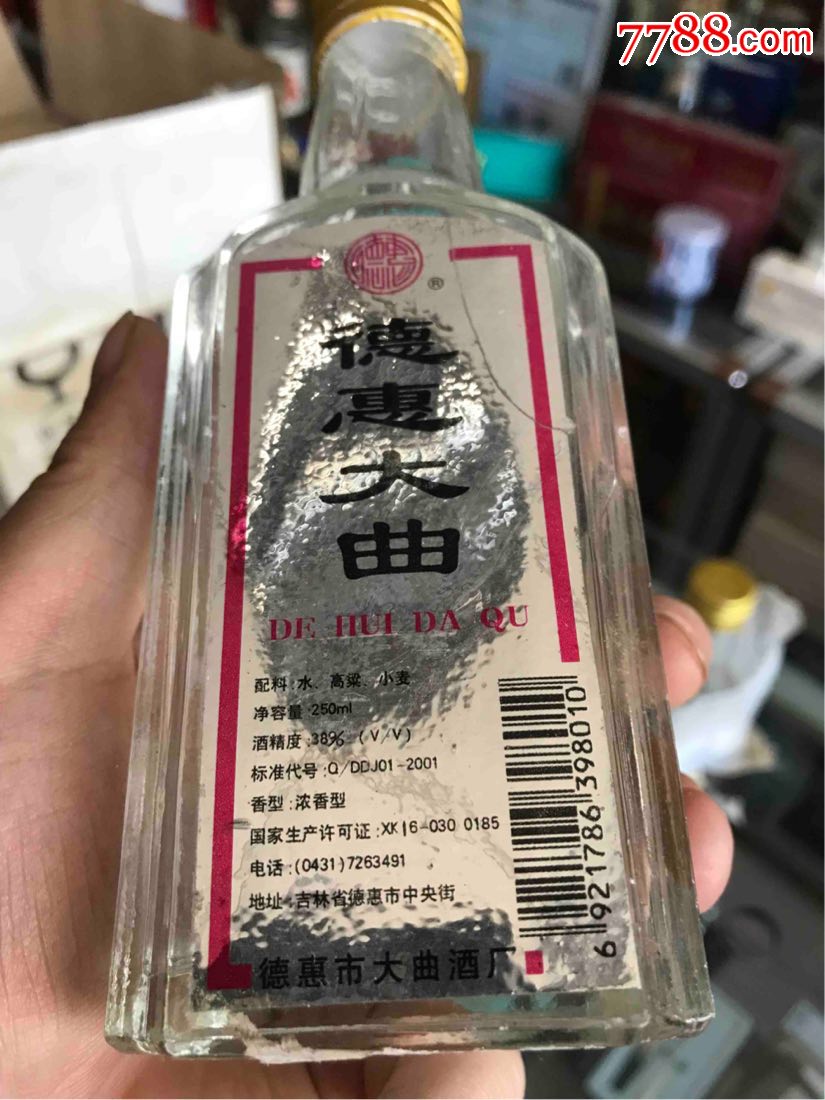 7788.com
®
德惠大曲
DE HUI DA QU
配料:水、高粱、小麦
净容量:250ml
酒精度:38% (V/V)
标准代号:Q/DDJ01-2001
香型:浓香型
国家生产许可证:XK16-030 0185
电话:(0431)7263491
地址:吉林省德惠市中央街
6 921786 398010
德惠市大曲酒厂